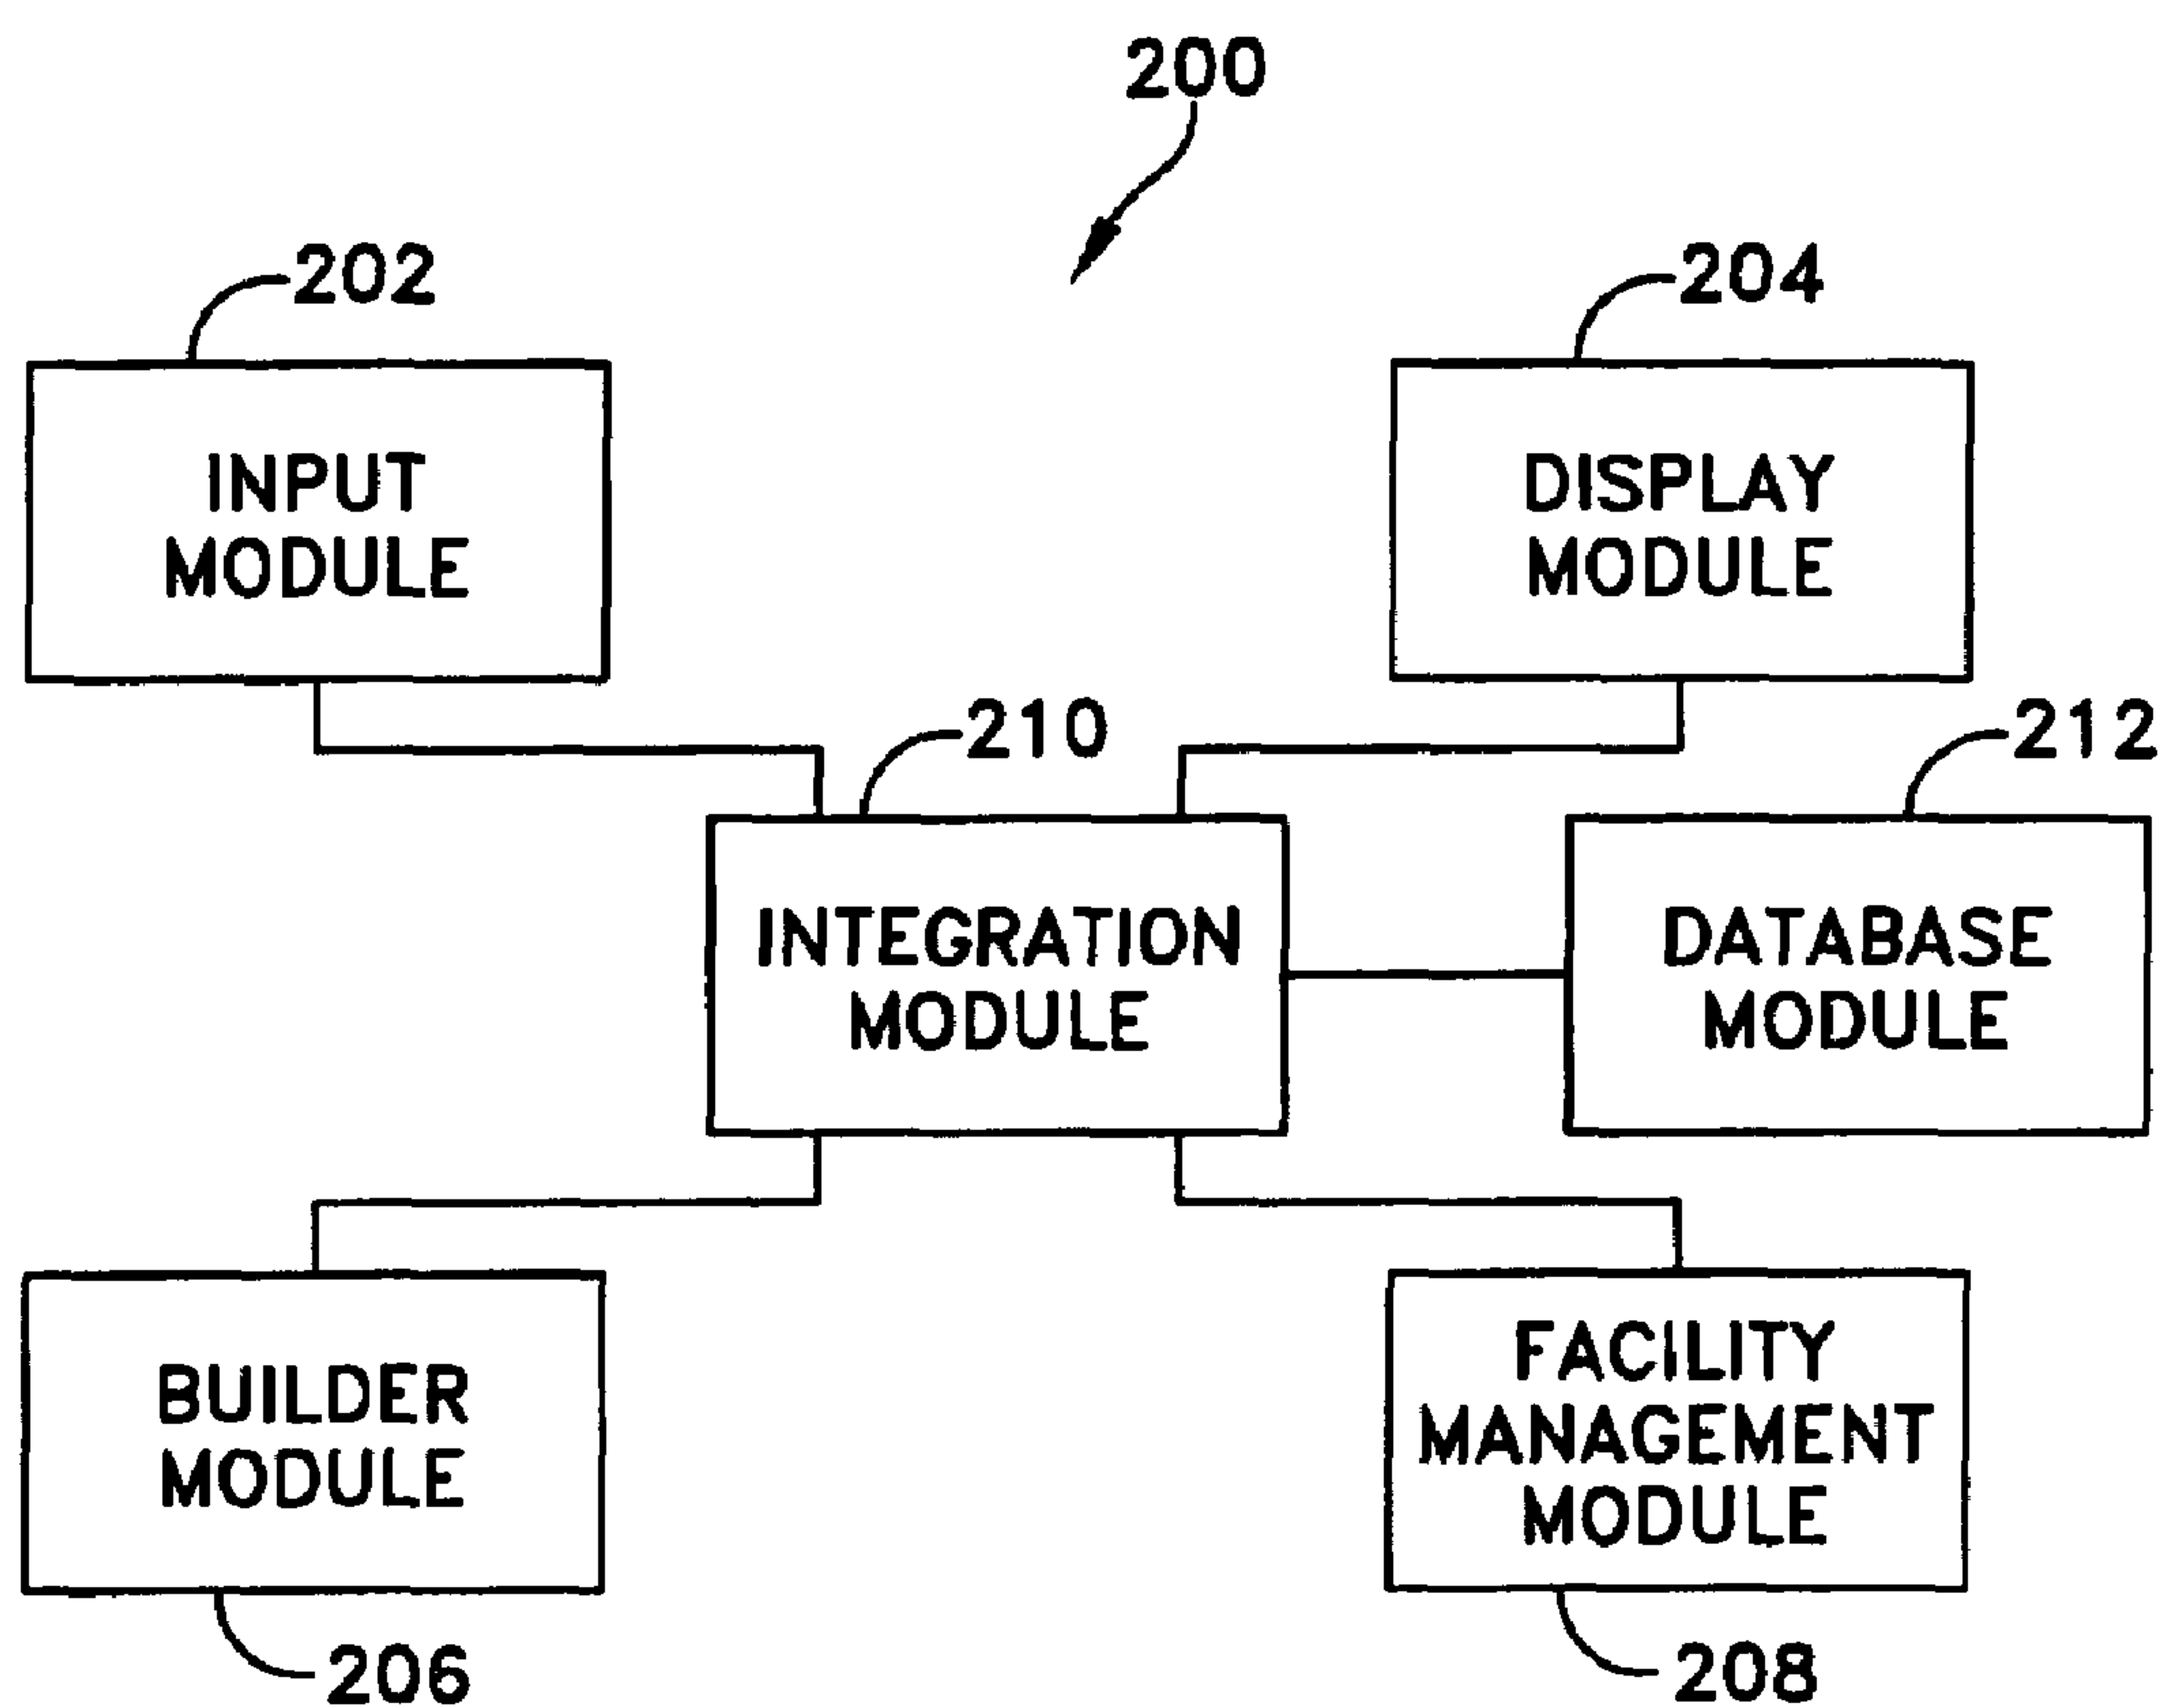 200
202
204
INPUT
MODULE
DISPLAY
MODULE
210
212
INTEGRATION
MODULE
DATABASE
MODULE
BUILDER
MODULE
FACILITY
MANAGEMENT
MODULE
206
208